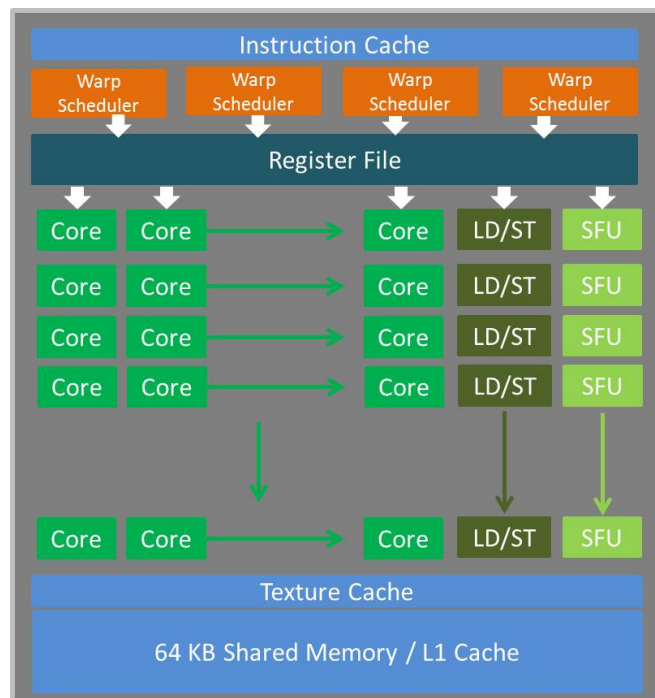 Instruction Cache
Warp Warp Warp Warp
Scheduler Scheduler Scheduler Scheduler
Register File
Core Core Core LD/ST SFU
Core Core Core LD/ST SFU
Core Core Core LD/ST SFU
Core Core Core LD/ST SFU
Core Core Core LD/ST SFU
Texture Cache
64 KB Shared Memory / L1 Cache